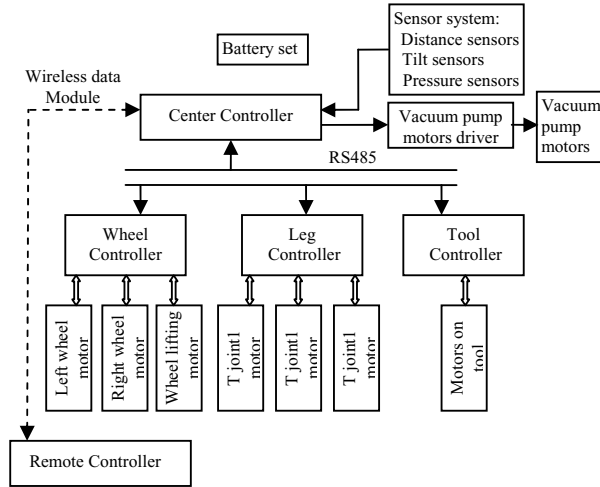 Sensor system:
Distance sensors
Tilt sensors
Pressure sensors
Battery set
Wireless data
Module
Center Controller
Vacuum pump
motors driver
Vacuum
pump
motors
RS485
Wheel
Controller
Leg
Controller
Tool
Controller
Left wheel
motor
Right wheel
motor
Wheel lifting
motor
T joint1
motor
T joint1
motor
T joint1
motor
Motors on
tool
Remote Controller